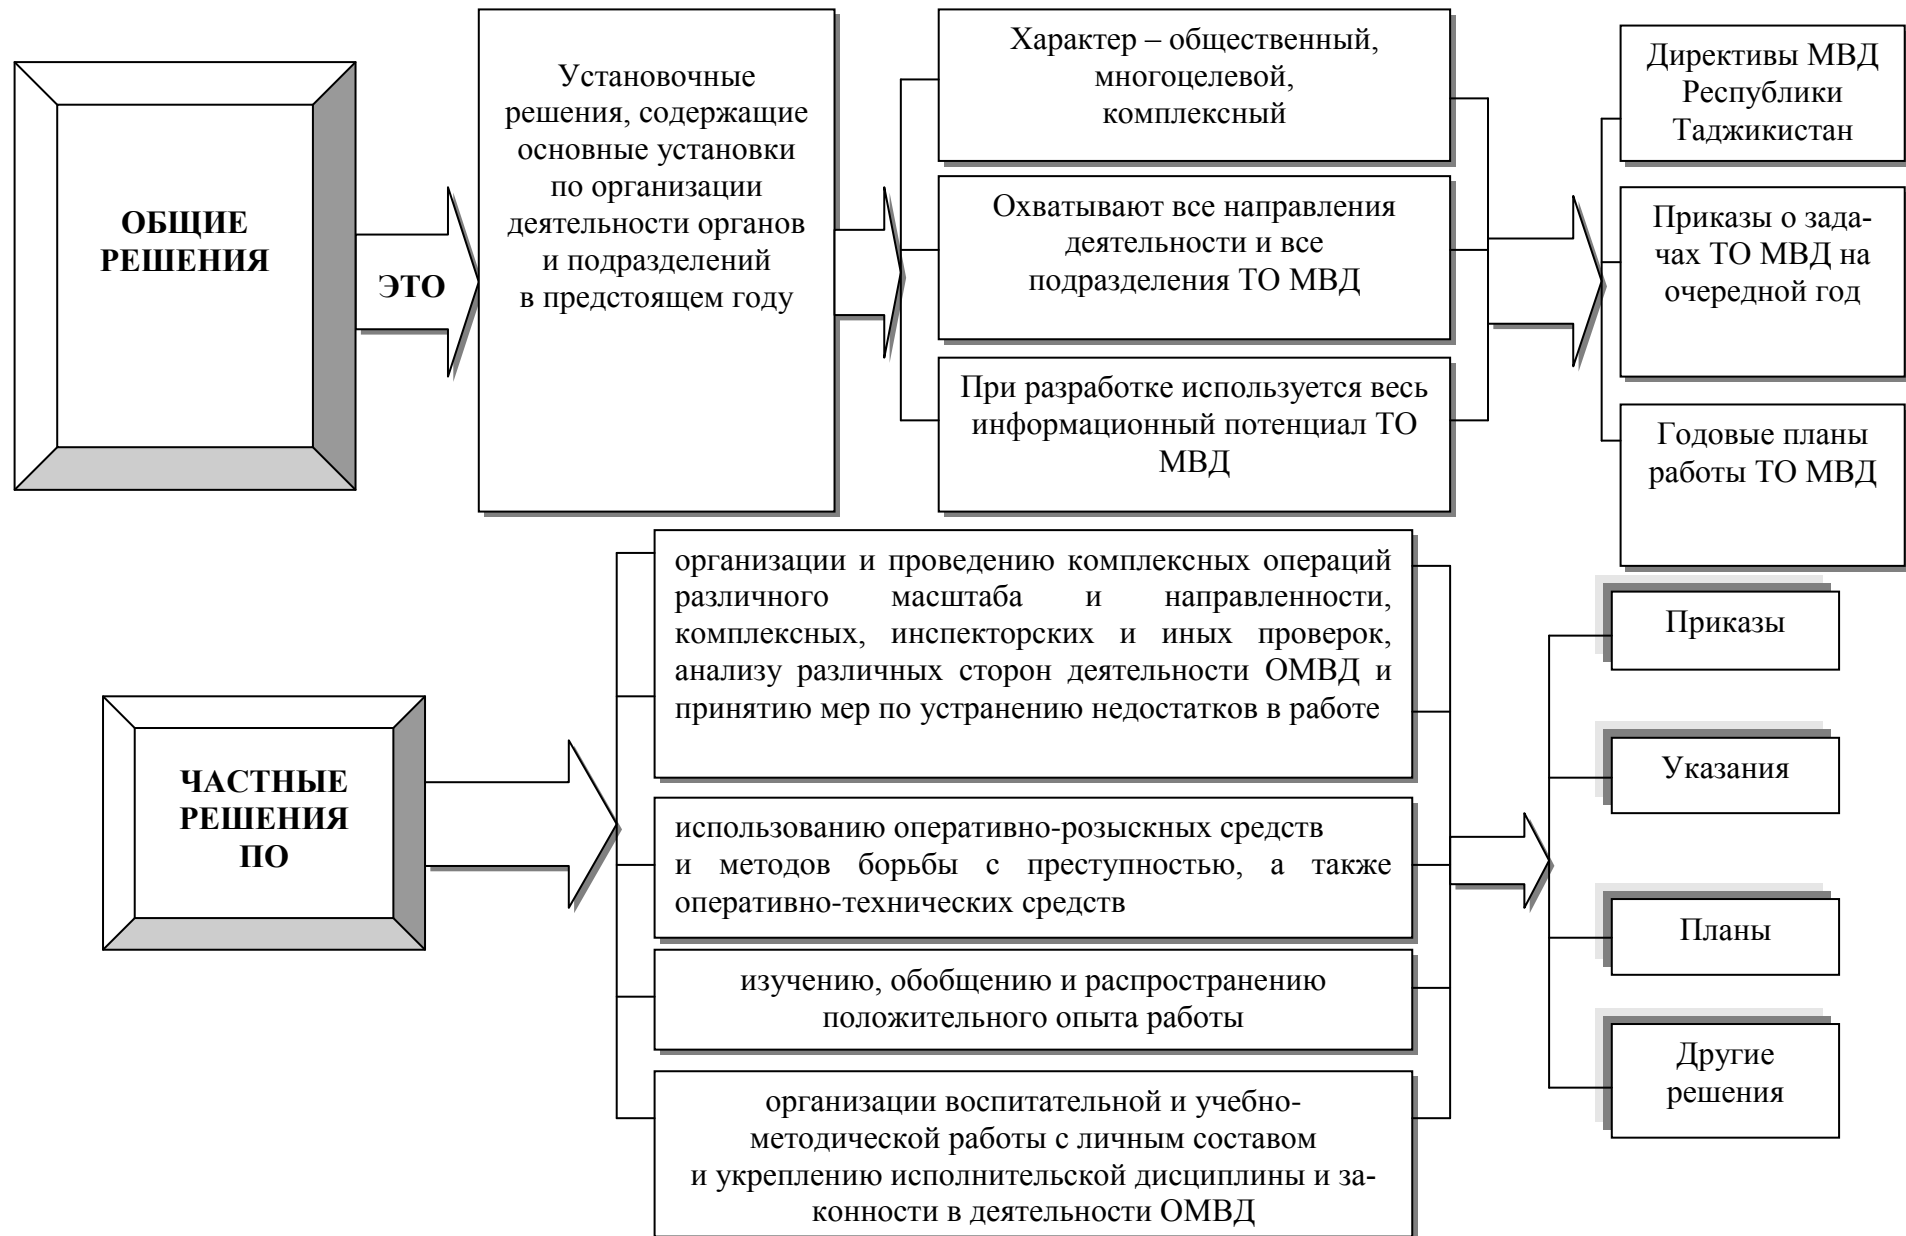 ОБЩИЕ
РЕШЕНИЯ
ЭТО
Установочные
решения, содержащие
основные установки
по организации
деятельности органов
и подразделений
в предстоящем году
Характер – общественный,
многоцелевой,
комплексный
Охватывают все направления
деятельности и все
подразделения ТО МВД
При разработке используется весь
информационный потенциал ТО
МВД
Директивы МВД
Республики
Таджикистан
Приказы о зада-
чах ТО МВД на
очередной год
Годовые планы
работы ТО МВД
ЧАСТНЫЕ
РЕШЕНИЯ
ПО
организации и проведению комплексных операций
различного масштаба и направленности,
комплексных, инспекторских и иных проверок,
анализу различных сторон деятельности ОМВД и
принятию мер по устранению недостатков в работе
использованию оперативно-розыскных средств
и методов борьбы с преступностью, а также
оперативно-технических средств
изучению, обобщению и распространению
положительного опыта работы
организации воспитательной и учебно-
методической работы с личным составом
и укреплению исполнительской дисциплины и за-
конности в деятельности ОМВД
Приказы
Указания
Планы
Другие
решения